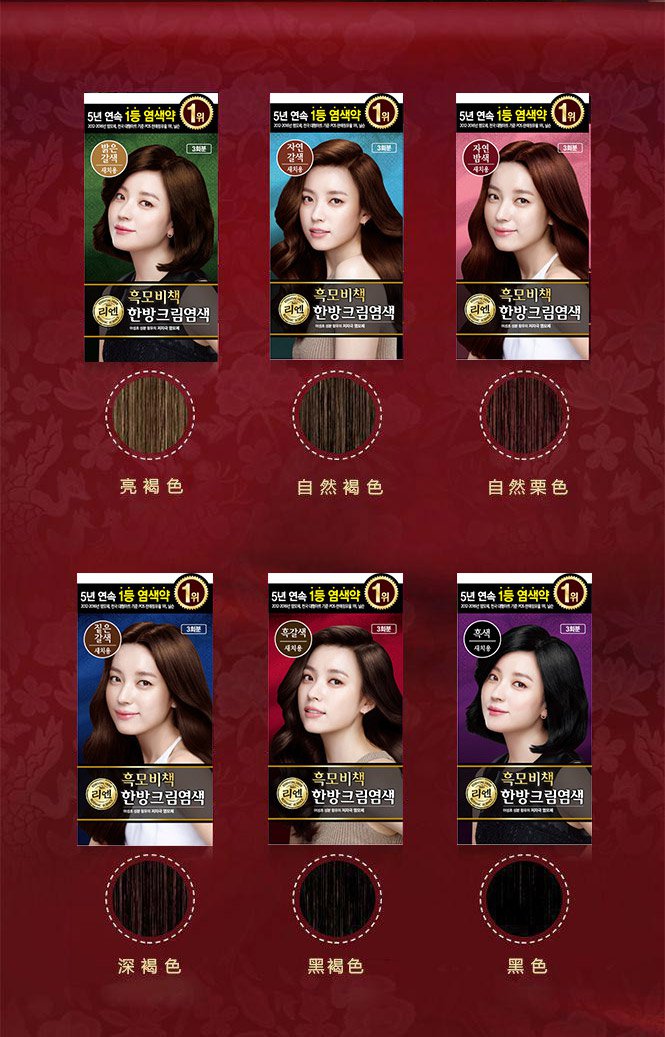 5년 연속 1등 염색약 1위
밝은
갈색
새치용
3회분
리엔
흑모비책
한방크림염색
5년 연속 1등 염색약 1위
자연
갈색
새치용
3회분
리엔
흑모비책
한방크림염색
5년 연속 1등 염색약 1위
자연
밤색
새치용
3회분
리엔
흑모비책
한방크림염색
亮褐色
自然褐色
自然栗色
5년 연속 1등 염색약 1위
짙은
갈색
새치용
3회분
리엔
흑모비책
한방크림염색
5년 연속 1등 염색약 1위
흑갈색
새치용
3회분
리엔
흑모비책
한방크림염색
5년 연속 1등 염색약 1위
흑색
새치용
3회분
리엔
흑모비책
한방크림염색
深褐色
黑褐色
黑色